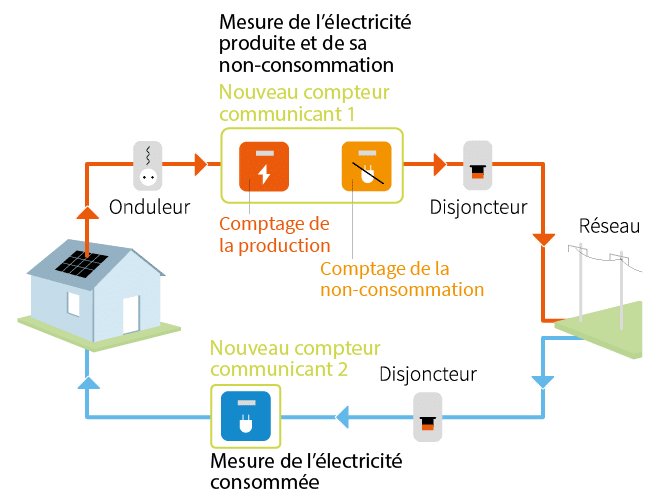 Mesure de l'électricité
produite et de sa
non-consommation
Nouveau compteur
communicant 1
Onduleur
Disjoncteur
Comptage de
la production
Réseau
Comptage de la
non-consommation
Nouveau compteur
communicant 2
Disjoncteur
Mesure de l'électricité
consommée